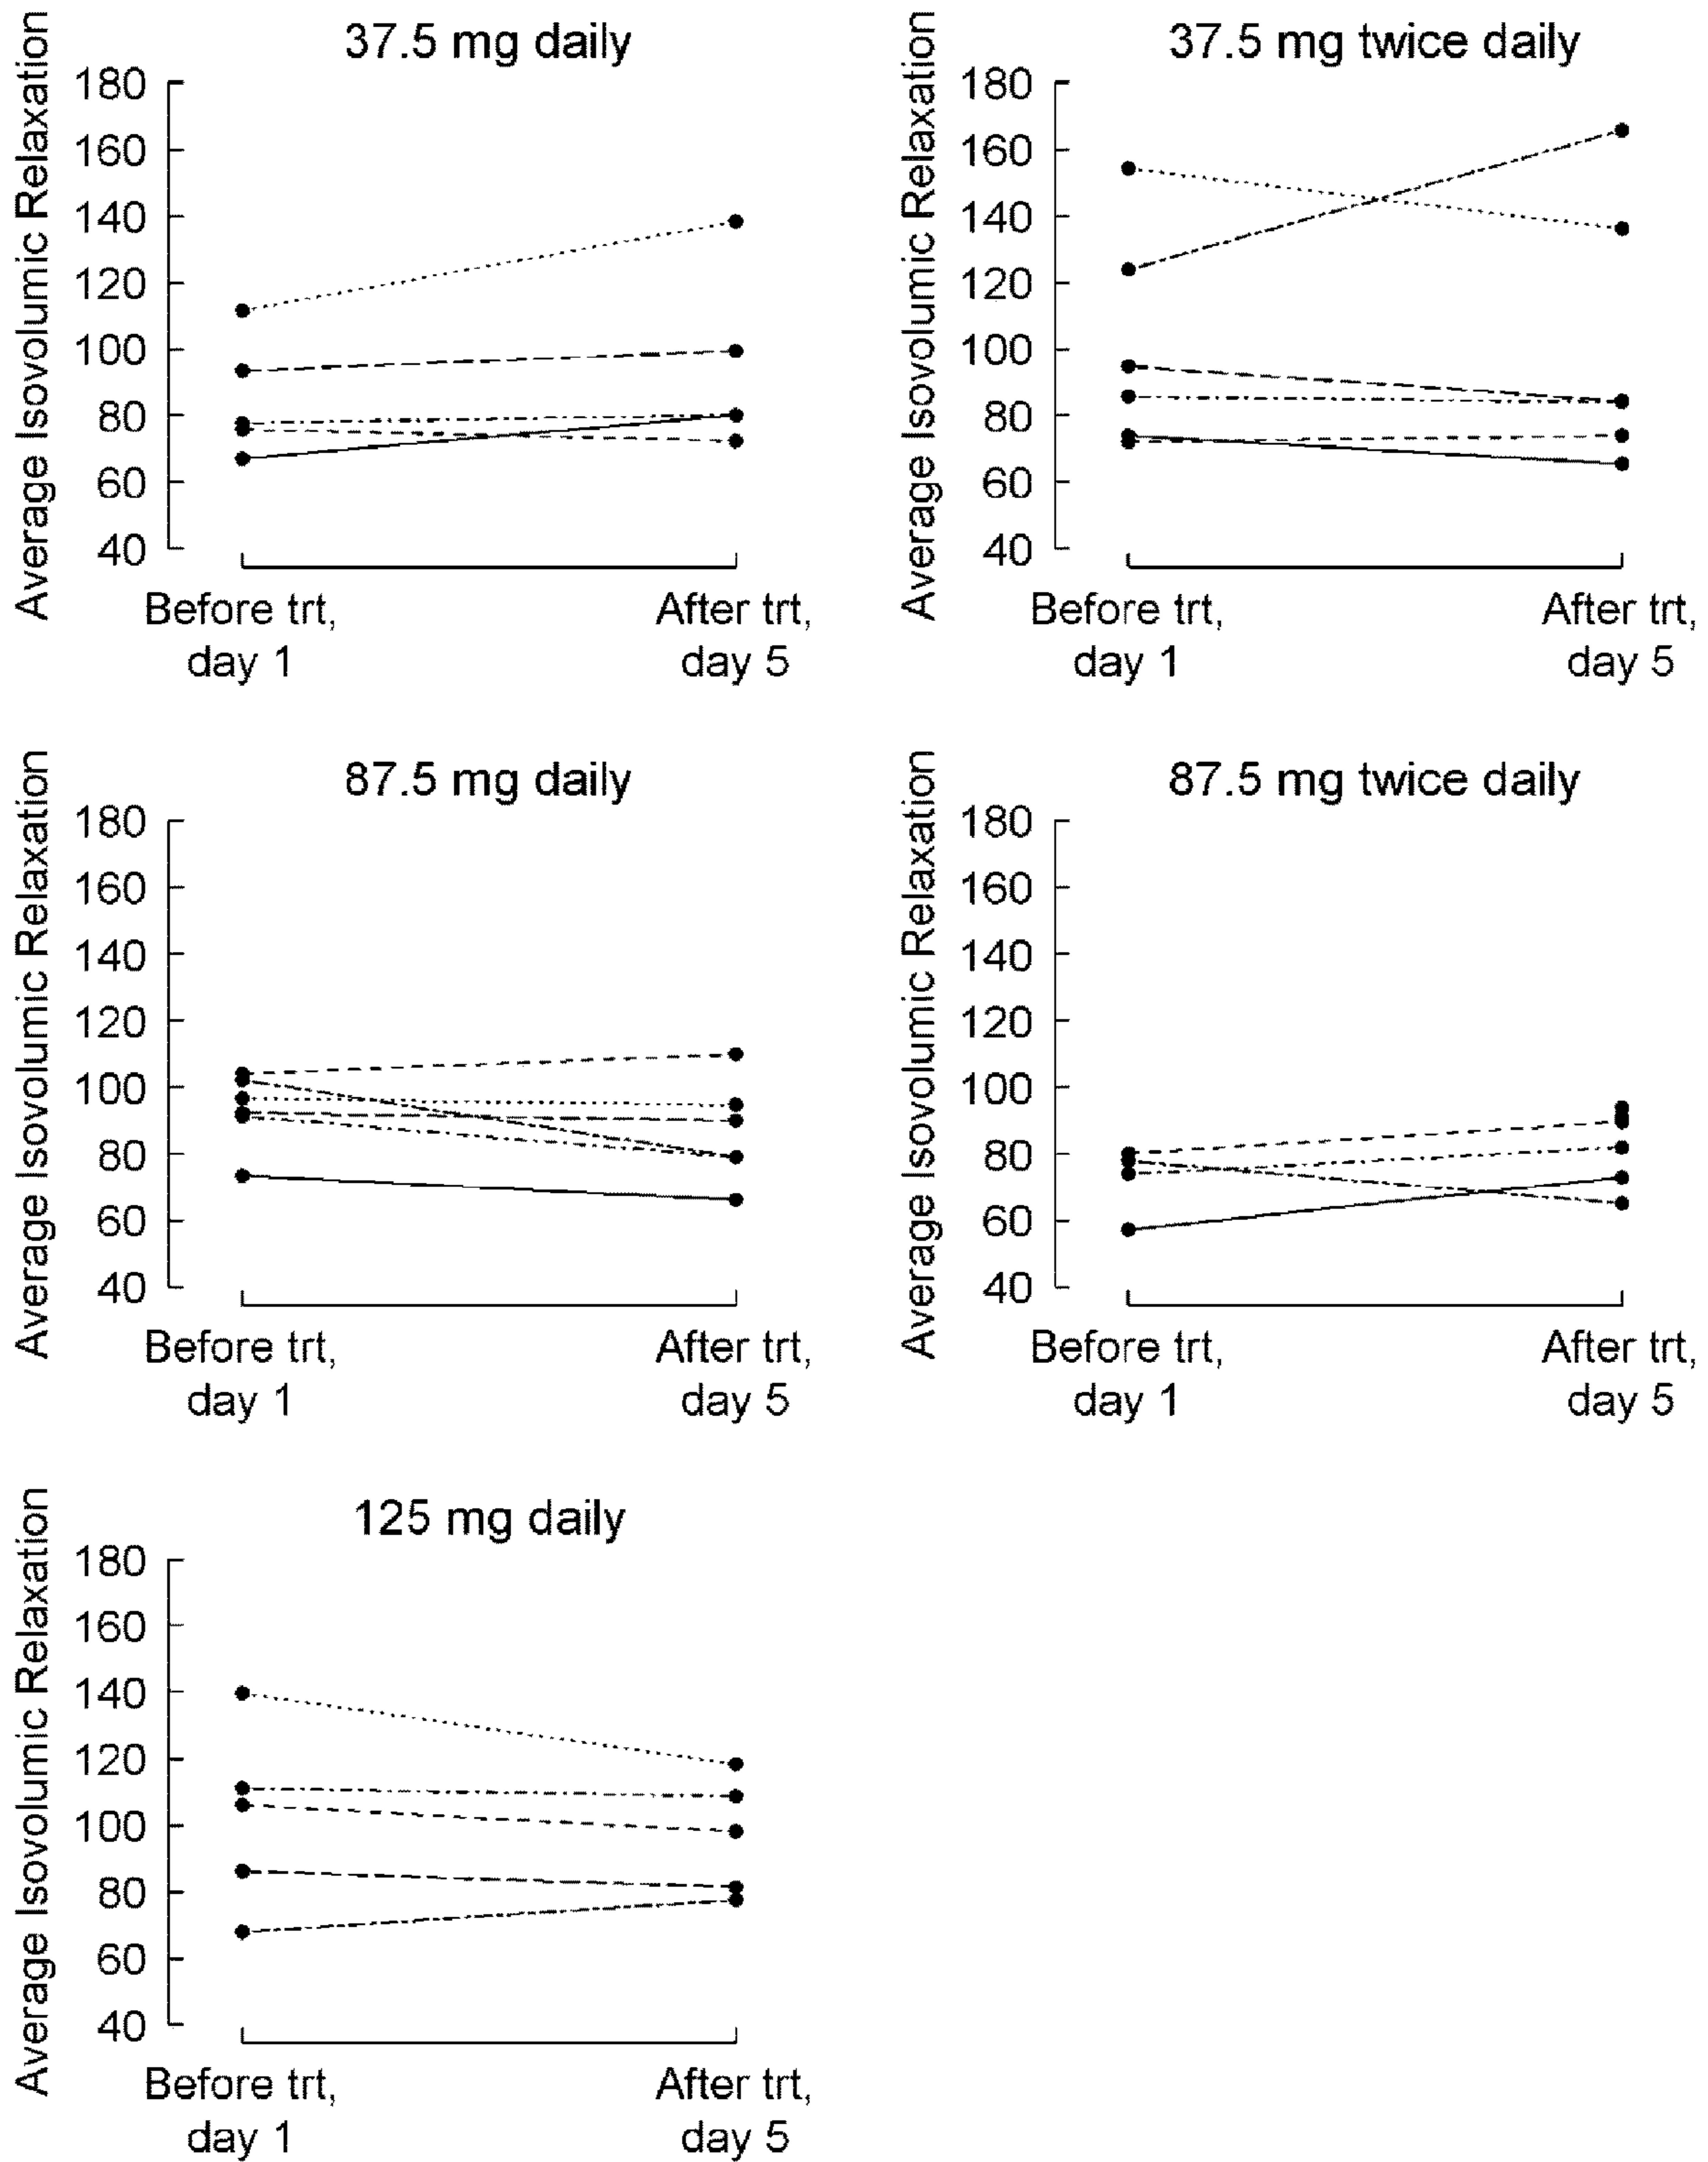 37.5 mg daily
Average Isovolumic Relaxation
180
160
140
120
100
80
60
40
Before trt,
day 1
After trt,
day 5
37.5 mg twice daily
Average Isovolumic Relaxation
180
160
140
120
100
80
60
40
Before trt,
day 1
After trt,
day 5
87.5 mg daily
Average Isovolumic Relaxation
180
160
140
120
100
80
60
40
Before trt,
day 1
After trt,
day 5
87.5 mg twice daily
Average Isovolumic Relaxation
180
160
140
120
100
80
60
40
Before trt,
day 1
After trt,
day 5
125 mg daily
Average Isovolumic Relaxation
180
160
140
120
100
80
60
40
Before trt,
day 1
After trt,
day 5